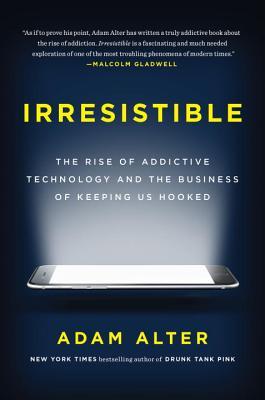 "As if to prove his point, Adam Alter has written a truly addictive book about
the rise of addiction. Irresistible is a fascinating and much needed
exploration of one of the most troubling phenomena of modern times."
—MALCOLM GLADWELL
IRRESISTIBLE
THE RISE OF ADDICTIVE
TECHNOLOGY AND THE BUSINESS
OF KEEPING US HOOKED
ADAM ALTER
NEW YORK TIMES bestselling author of DRUNK TANK PINK